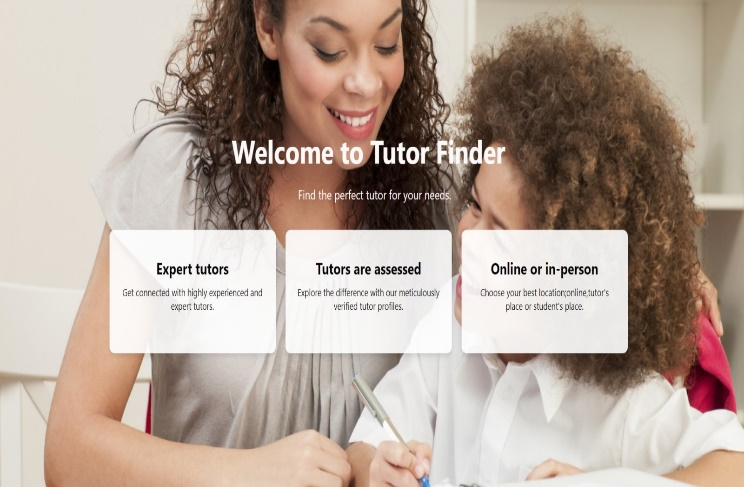 Welcome to Tutor Finder
Find the perfect tutor for your needs.
Expert tutors
Get connected with highly experienced and
expert tutors.
Tutors are assessed
Explore the difference with our meticulously
verified tutor profiles.
Online or in-person
Choose your best location;online,tutor's
place or student's place.